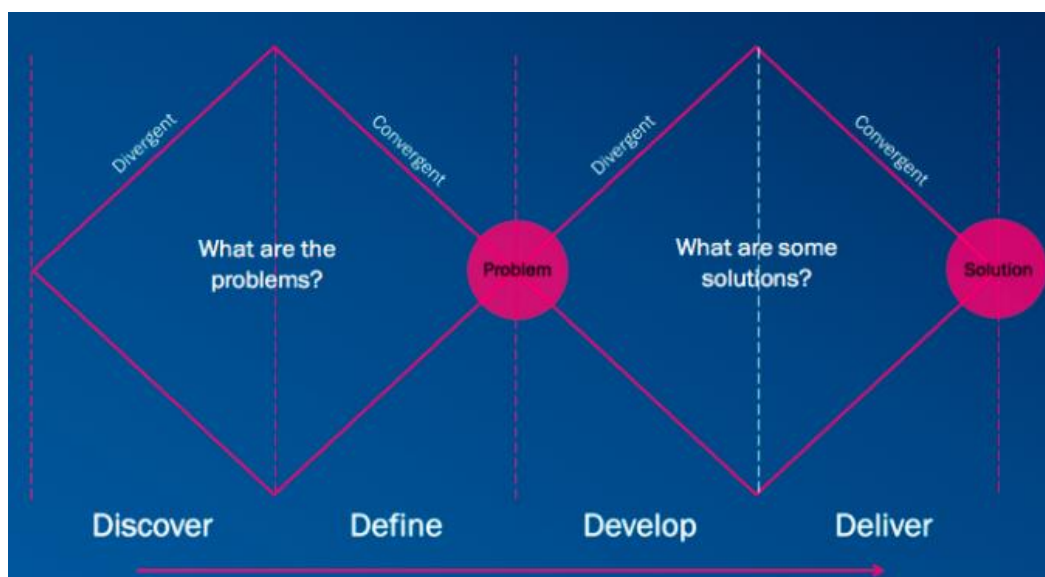 Divergent
Convergent
Divergent
Convergent
What are the
problems?
Problem
What are some
solutions?
Solution
Discover
Define
Develop
Deliver